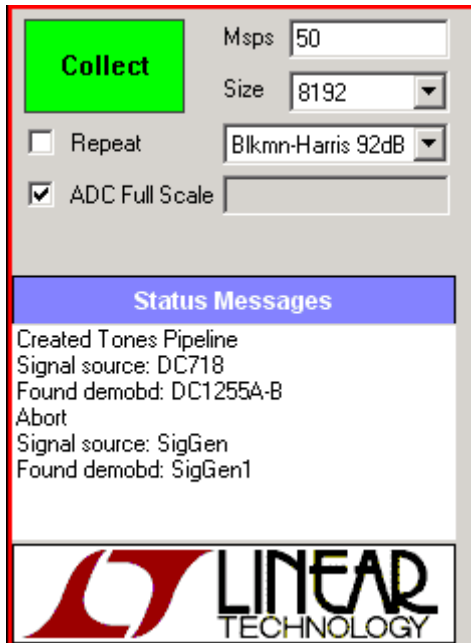 Collect
Msps 50
Size 8192
Repeat
Blkmn-Harris 92dB
ADC Full Scale
Status Messages
Created Tones Pipeline
Signal source: DC718
Found demobd: DC1255A-B
Abort
Signal source: SigGen
Found demobd: SigGen1
LINEAR
TECHNOLOGY